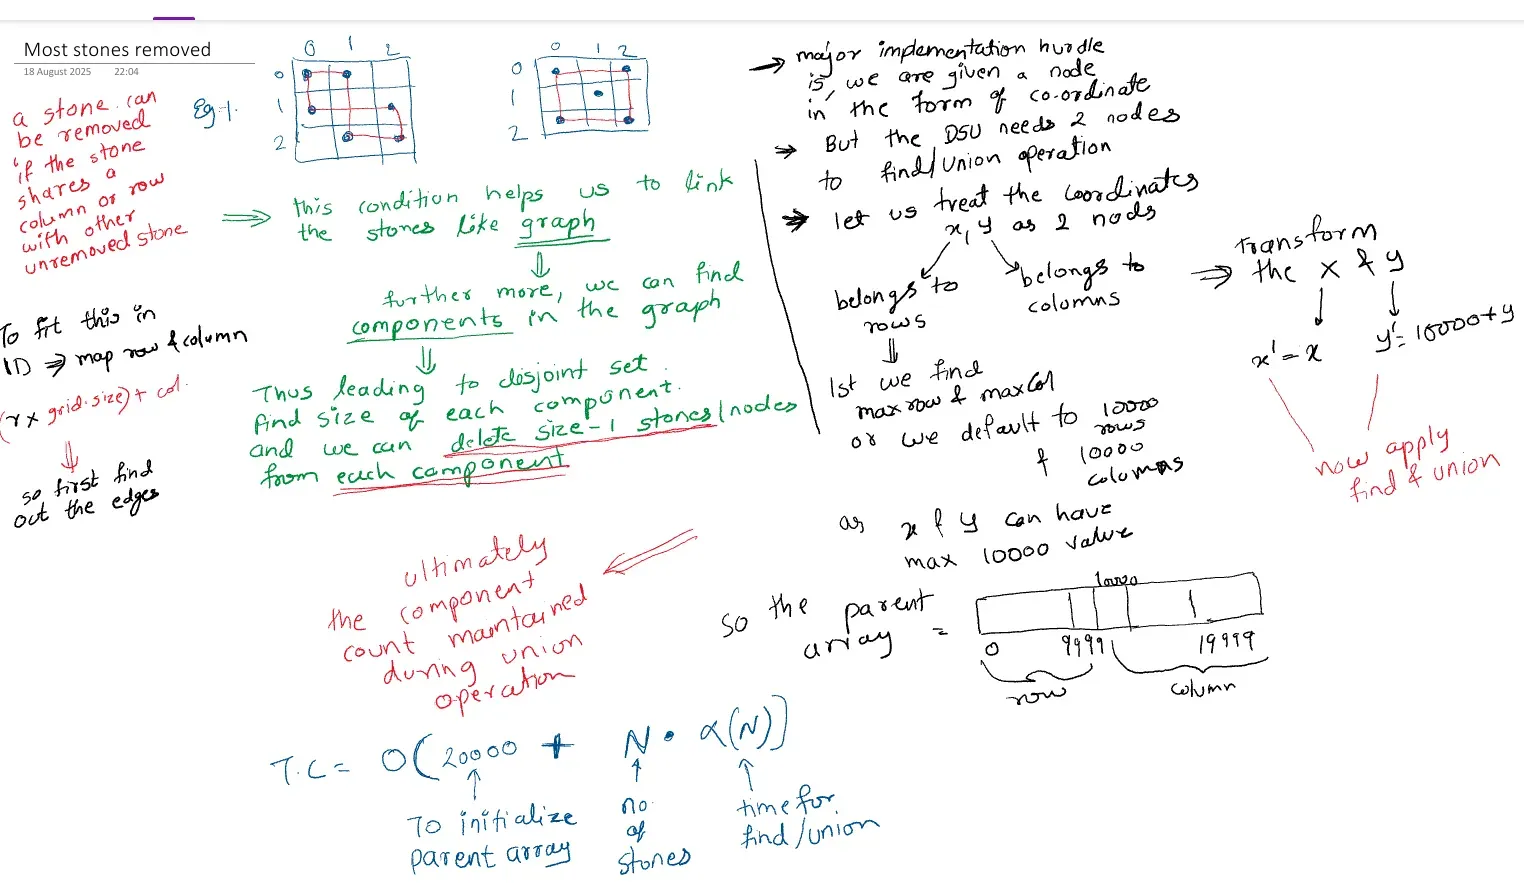 Most stones removed
18 August 2025 22:04
a stone can
be removed
if the stone
shares a
column or row
with other
unremoved stone
Eg-1.
0 1 2
0
1
2
0 1 2
0
1
2
⇒ this condition helps us to link
the stones like graph
⇓
further more, we can find
components in the graph
⇓
Thus leading to disjoint set.
find size of each component.
and we can delete size-1 stones/nodes
from each component
To fit this in
1D ⇒ map row & column
(r x grid.size) + col.
⇓
so first find
out the edges
ultimately
the component
count maintained
during union
operation
→ major implementation hurdle
is, we are given a node
in the form of co-ordinate
→ But the DSU needs 2 nodes
to find/union operation
→ let us treat the coordinates
x, y as 2 nods
belongs to
rows
belongs to
columns
⇓
1st we find
max row & max col
or we default to 10000
rows
& 10000
columns
as x & y can have
max 10000 value
⇒ transform
the x & y
x' = x
y' = 10000+y
now apply
find & union
so the parent
array =
10000
0 9999 19999
row column
T.C = O(20000 + N • α(N))
To initialize
parent array
no.
of
stones
time for
find/union